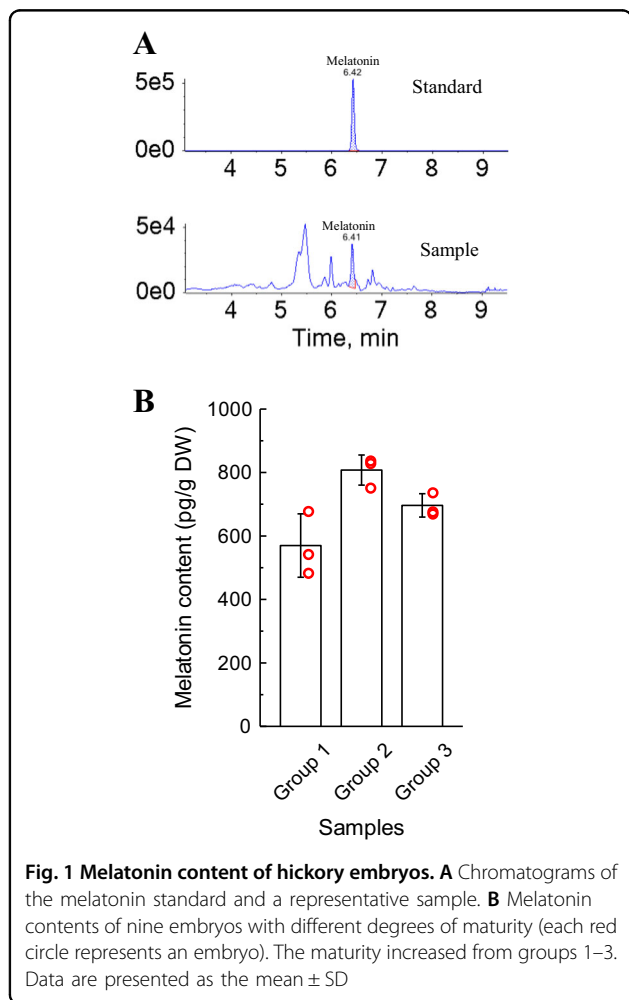 A
Melatonin
6.42
Standard
5e5
0e0
4 5 6 7 8 9
Melatonin
6.41
Sample
5e4
0e0
4 5 6 7 8 9
Time, min
B
Melatonin content (pg/g DW)
1000
800
600
400
200
0
Group 1 Group 2 Group 3
Samples
Fig. 1 Melatonin content of hickory embryos. A Chromatograms of
the melatonin standard and a representative sample. B Melatonin
contents of nine embryos with different degrees of maturity (each red
circle represents an embryo). The maturity increased from groups 1–3.
Data are presented as the mean ± SD